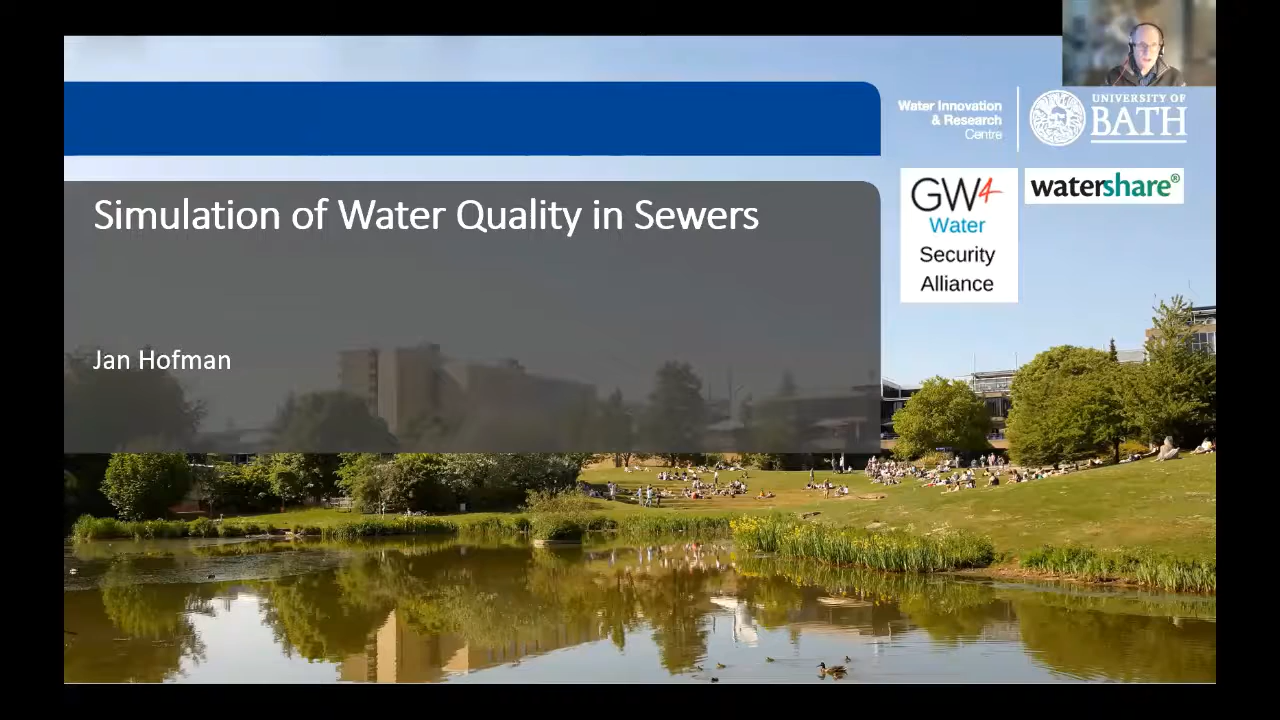 Water Innovation
& Research
Centre
UNIVERSITY OF
BATH
GW4
Water
Security
Alliance
watershare®
Simulation of Water Quality in Sewers
Jan Hofman